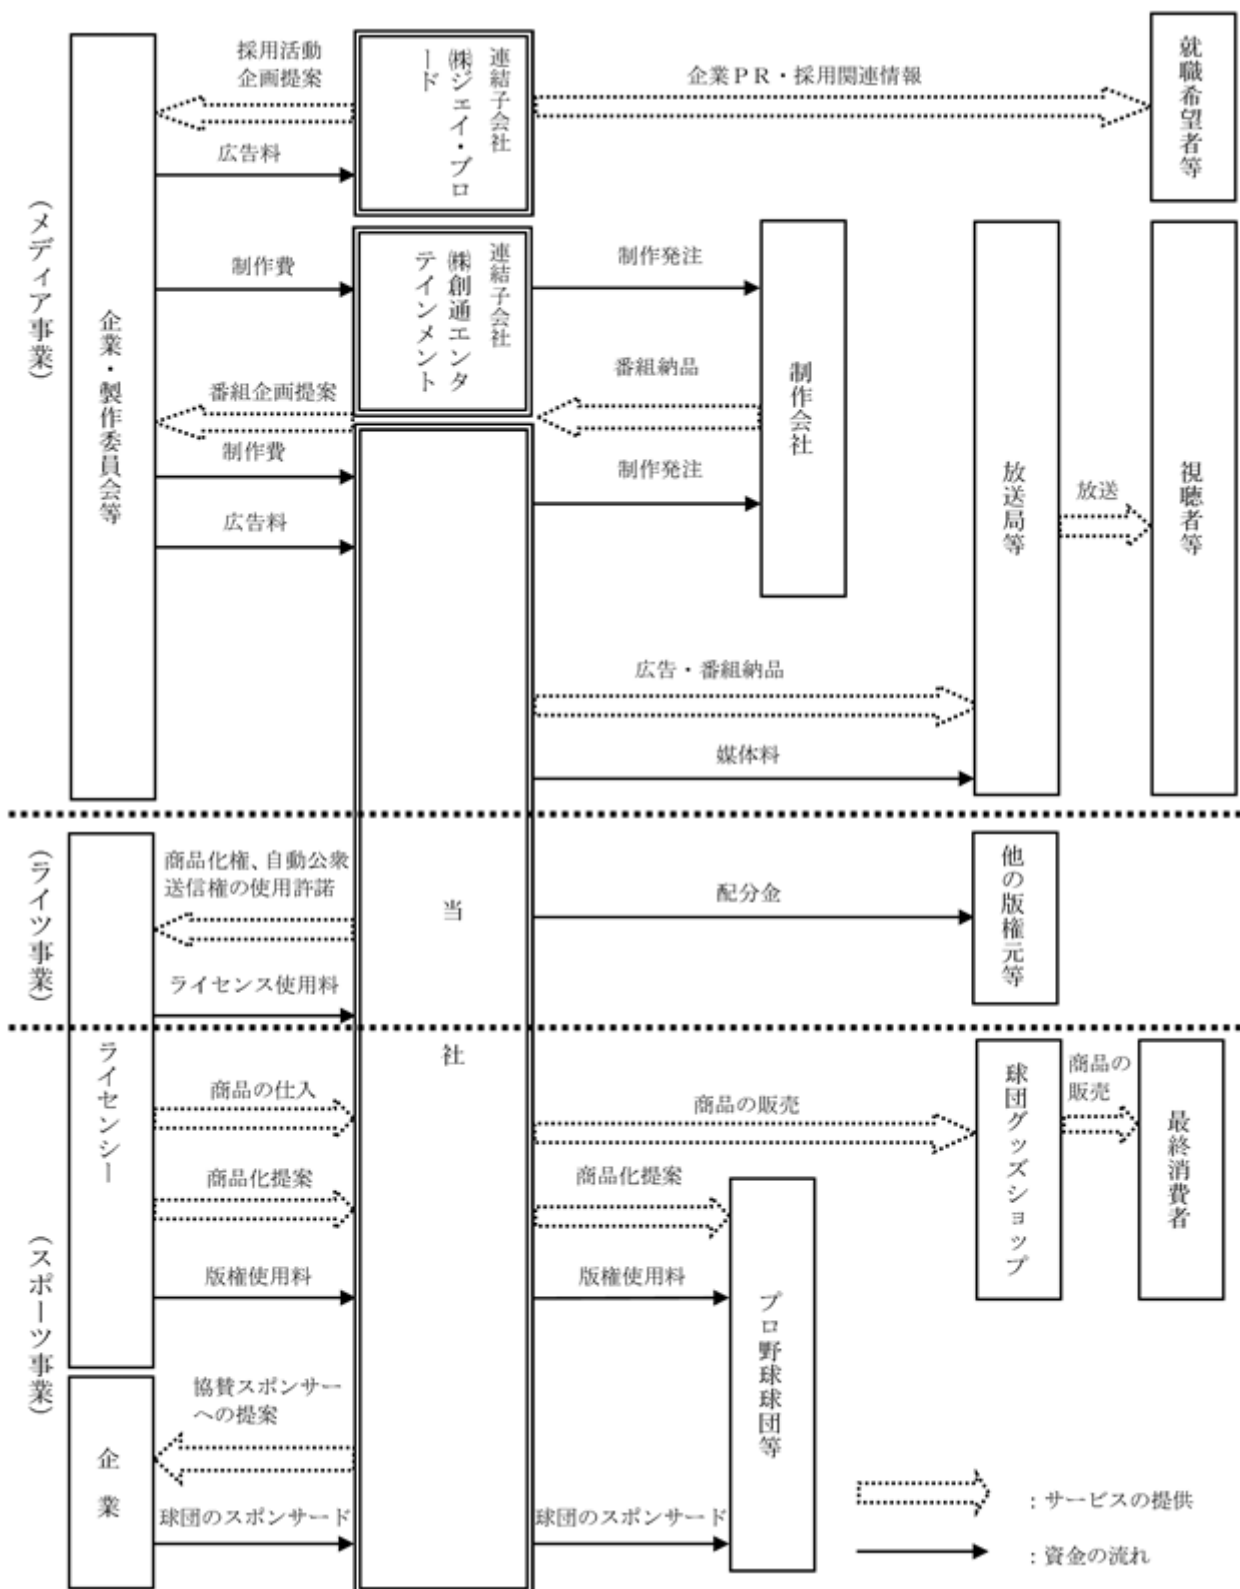 (メディア事業)
企業・製作委員会等
採用活動
企画提案
広告料
連結子会社
㈱ジェイ・ブロ
ード
企業PR・採用関連情報
就職希望者等
制作費
連結子会社
㈱創通エンタ
テインメント
制作発注
番組企画提案
番組納品
制作会社
制作費
制作発注
広告料
放送局等
放送
視聴者等
広告・番組納品
媒体料
(ライツ事業)
商品化権、自動公衆
送信権の使用許諾
当社
配分金
他の版権元等
ライセンス使用料
(スポーツ事業)
ライセンシー
商品の仕入
商品の販売
球団グッズショップ
商品の
販売
最終消費者
商品化提案
商品化提案
版権使用料
版権使用料
プロ野球球団等
企業
協賛スポンサー
への提案
球団のスポンサード
球団のスポンサード
:サービスの提供
:資金の流れ